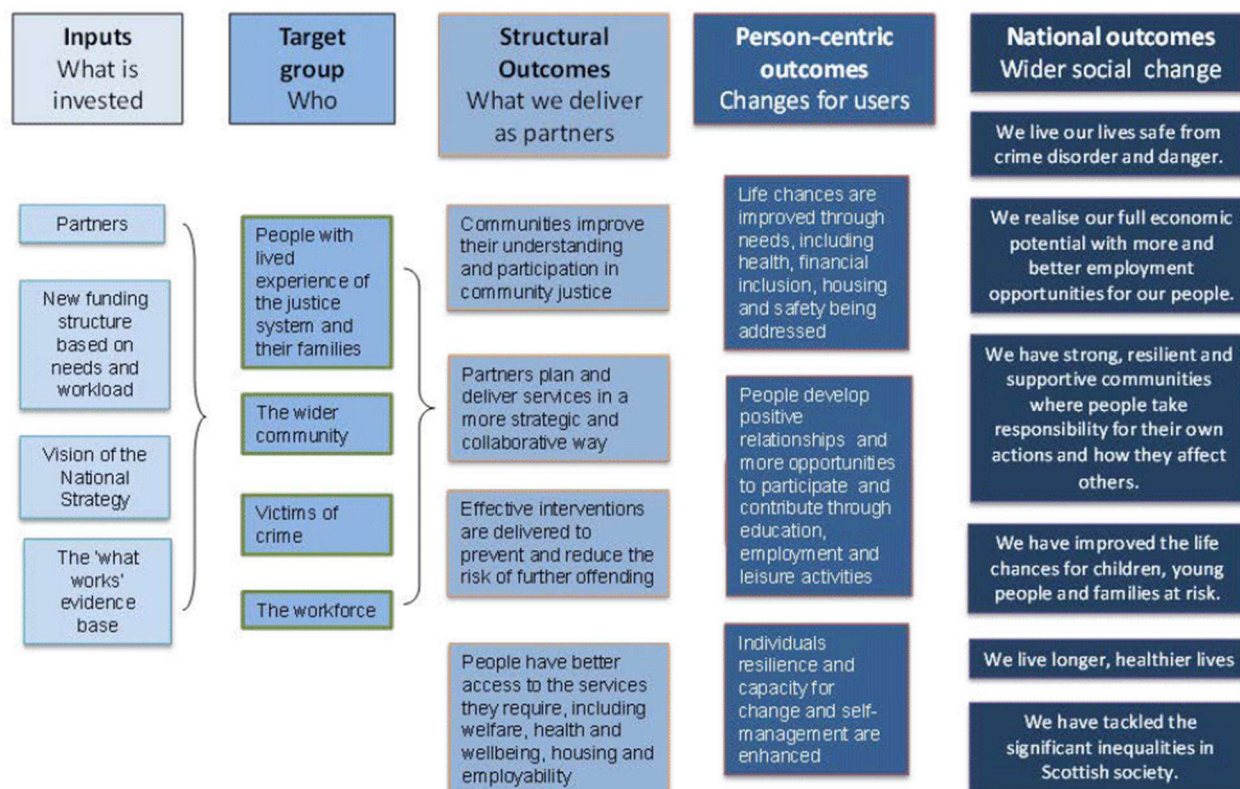 Inputs
What is
invested
Partners
New funding
structure
based on
needs and
workload
Vision of the
National
Strategy
The 'what
works'
evidence
base
Target
group
Who
People with
lived
experience
of the justice
system and
their families
The wider
community
Victims of
crime
The workforce
Structural
Outcomes
What we deliver
as partners
Communities improve
their understanding
and participation in
community justice
Partners plan and
deliver services in a
more strategic and
collaborative way
Effective interventions
are delivered to
prevent and reduce the
risk of further offending
People have better
access to the services
they require, including
welfare, health and
wellbeing, housing and
employability
Person-centric
outcomes
Changes for users
Life chances are
improved through
needs, including
health, financial
inclusion, housing
and safety being
addressed
People develop
positive
relationships and
more opportunities
to participate and
contribute through
education,
employment and
leisure activities
Individuals
resilience and
capacity for
change and self-
management are
enhanced
National outcomes
Wider social change
We live our lives safe from
crime disorder and danger.
We realise our full economic
potential with more and
better employment
opportunities for our people.
We have strong, resilient and
supportive communities
where people take
responsibility for their own
actions and how they affect
others.
We have improved the life
chances for children, young
people and families at risk.
We live longer, healthier lives
We have tackled the
significant inequalities in
Scottish society.